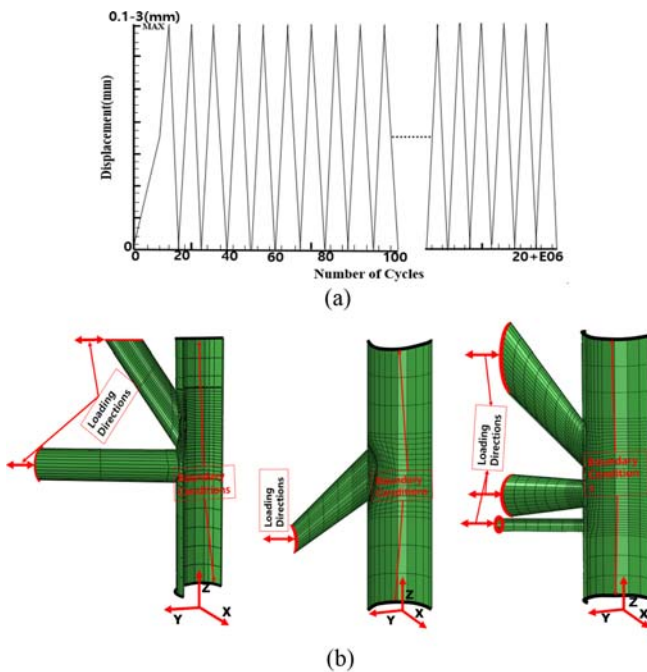 0.1-3(mm)
MAX
Displacement(mm)
0
0 20 40 60 80 100 20+E06
Number of Cycles
(a)
Loading
Directions
Boundary
Conditions
Z
Y X
Loading
Directions
Boundary
Conditions
Z
Y X
Loading
Directions
Boundary
Condition
Z
Y X
(b)